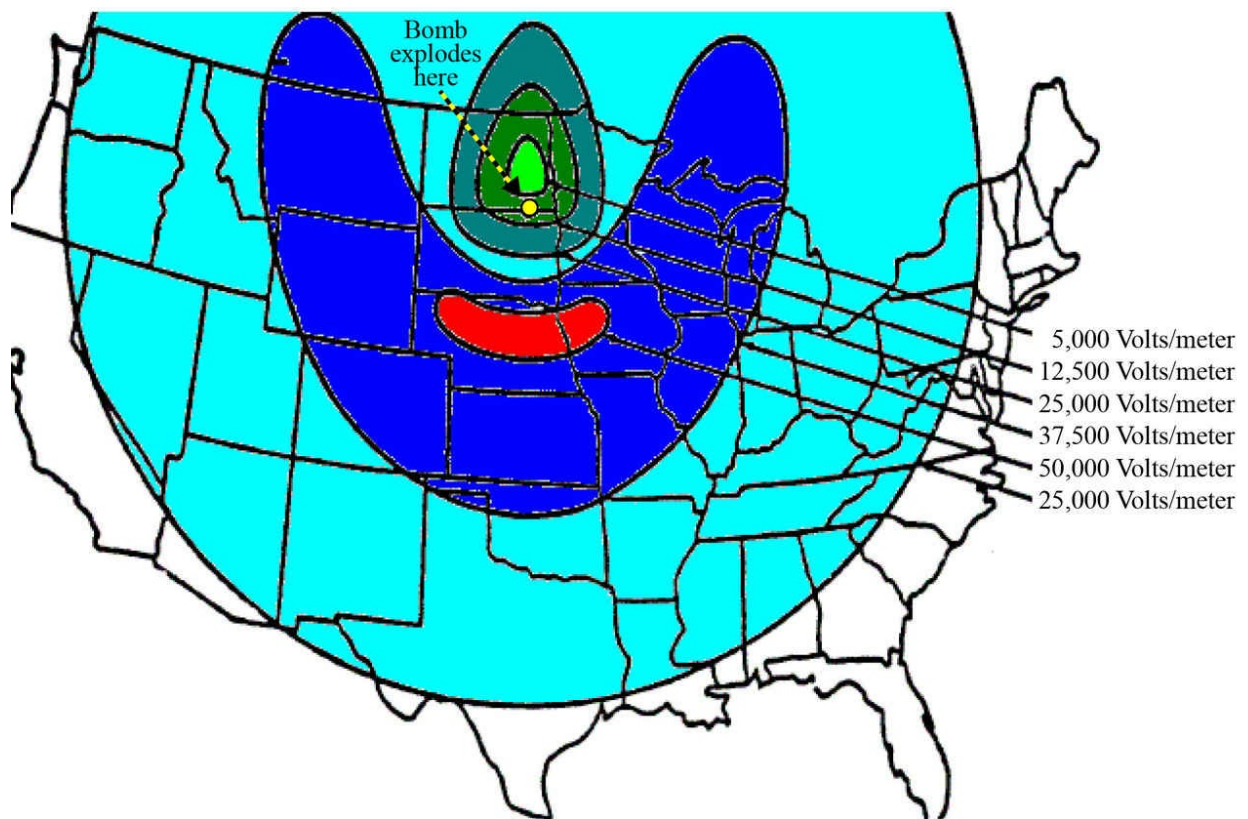 Bomb
explodes
here
5,000 Volts/meter
12,500 Volts/meter
25,000 Volts/meter
37,500 Volts/meter
50,000 Volts/meter
25,000 Volts/meter